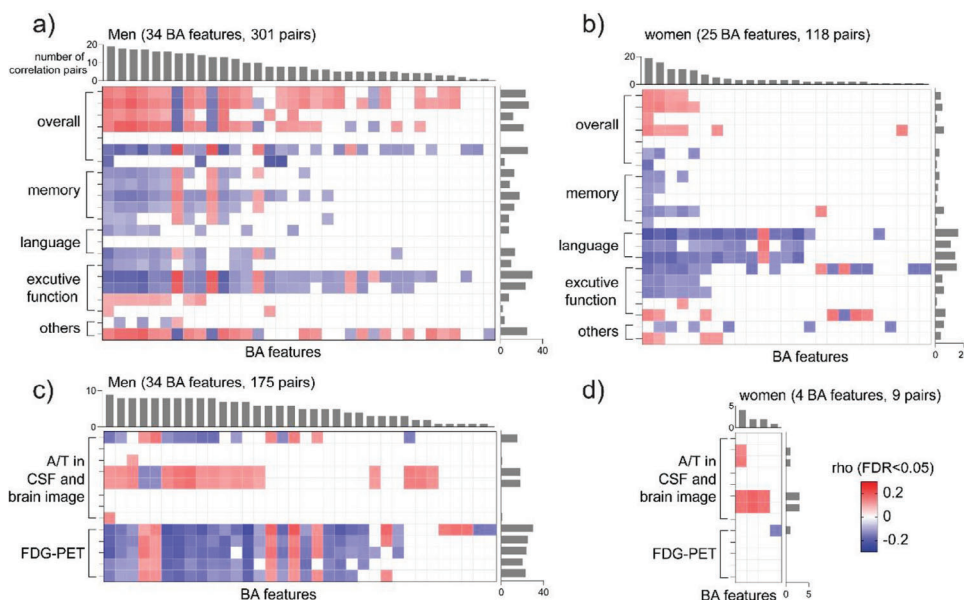 a)
Men (34 BA features, 301 pairs)
number of
correlation pairs
20
10
0
overall
memory
language
excutive
function
others
BA features
0
40
b)
women (25 BA features, 118 pairs)
20
0
overall
memory
language
excutive
function
others
BA features
0
2
c)
Men (34 BA features, 175 pairs)
10
0
A/T in
CSF and
brain image
FDG-PET
BA features
0
40
d)
women (4 BA features, 9 pairs)
5
0
A/T in
CSF and
brain image
FDG-PET
BA features
0
5
rho (FDR<0.05)
0.2
0
-0.2